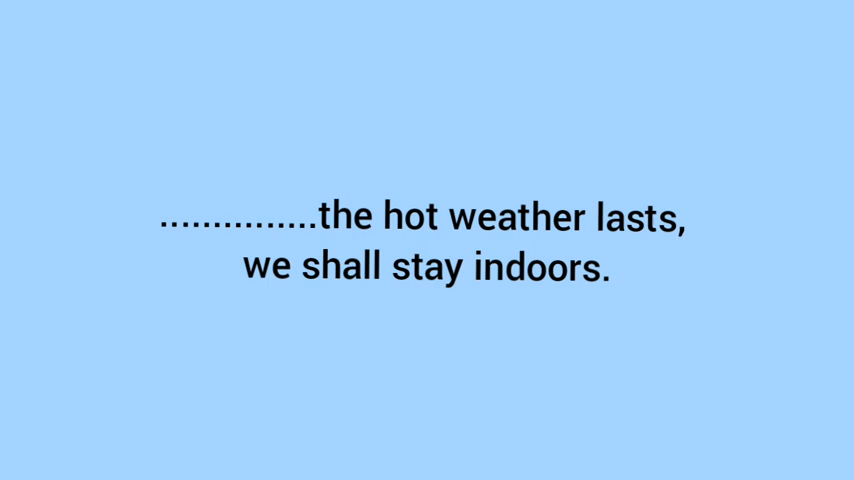 ...............the hot weather lasts,
we shall stay indoors.